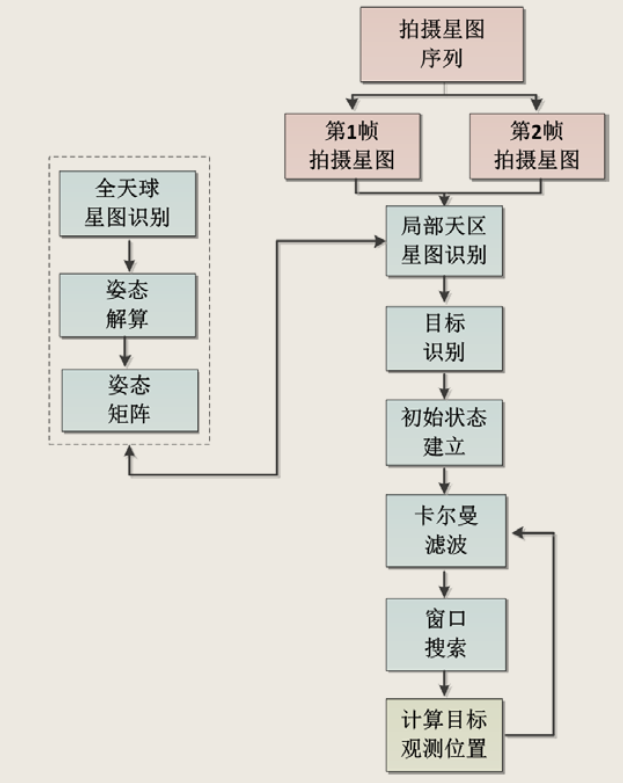 拍摄星图
序列
第1帧
拍摄星图
第2帧
拍摄星图
全天球
星图识别
姿态
解算
姿态
矩阵
局部天区
星图识别
目标
识别
初始状态
建立
卡尔曼
滤波
窗口
搜索
计算目标
观测位置